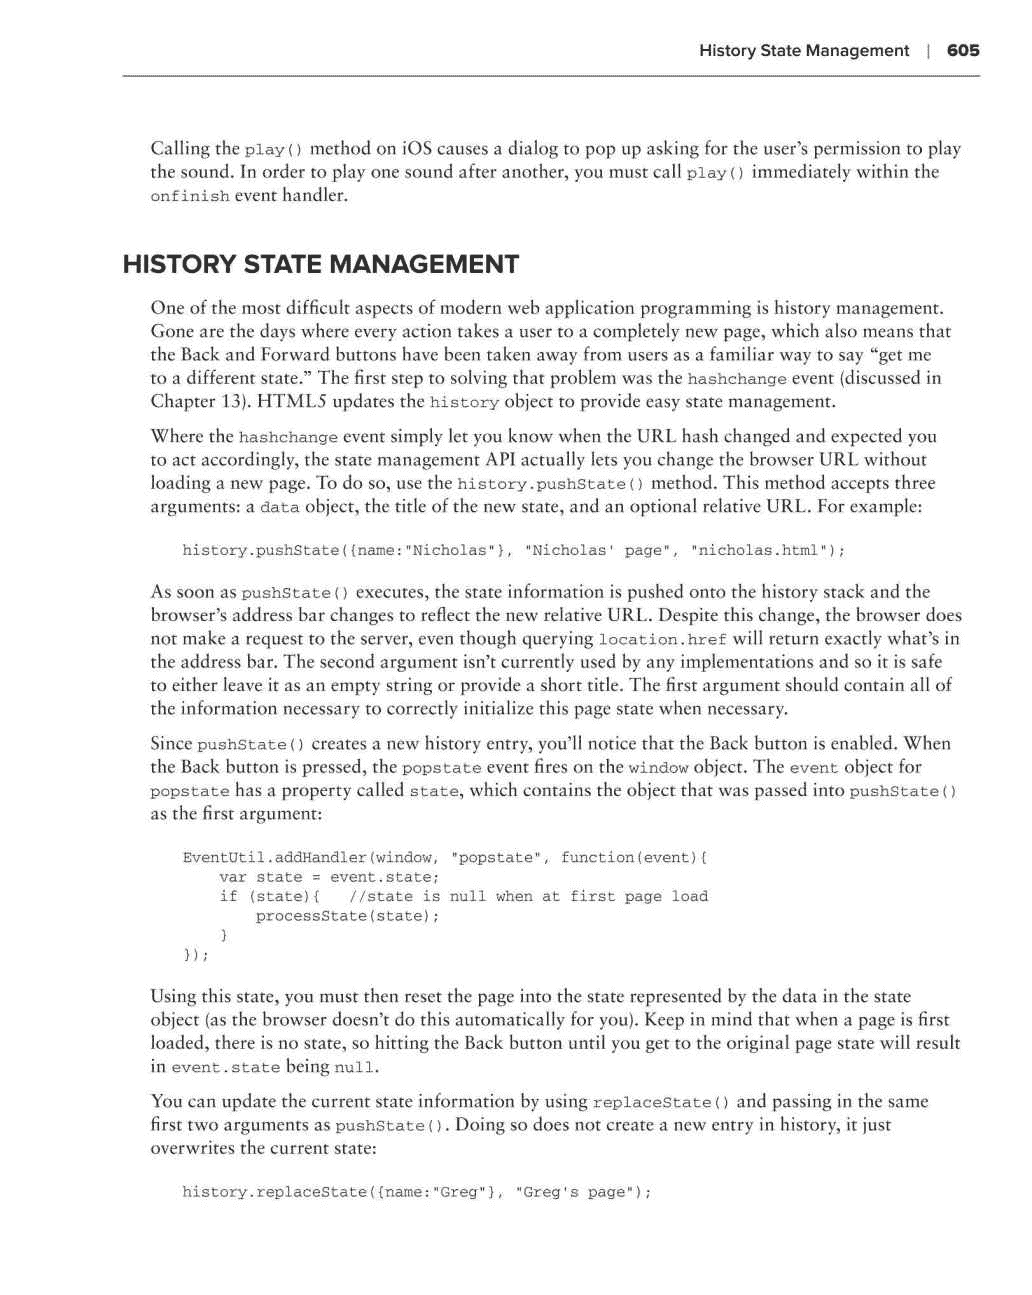 History State Management | 605
Calling the play() method on iOS causes a dialog to pop up asking for the user’s permission to play
the sound. In order to play one sound after another, you must call play() immediately within the
onfinish event handler.
HISTORY STATE MANAGEMENT
One of the most difficult aspects of modern web application programming is history management.
Gone are the days where every action takes a user to a completely new page, which also means that
the Back and Forward buttons have been taken away from users as a familiar way to say “get me
to a different state.” The first step to solving that problem was the hashchange event (discussed in
Chapter 13). HTML5 updates the history object to provide easy state management.
Where the hashchange event simply let you know when the URL hash changed and expected you
to act accordingly, the state management API actually lets you change the browser URL without
loading a new page. To do so, use the history.pushState() method. This method accepts three
arguments: a data object, the title of the new state, and an optional relative URL. For example:
history.pushState({name:"Nicholas"}, "Nicholas' page", "nicholas.html");
As soon as pushState() executes, the state information is pushed onto the history stack and the
browser’s address bar changes to reflect the new relative URL. Despite this change, the browser does
not make a request to the server, even though querying location.href will return exactly what’s in
the address bar. The second argument isn’t currently used by any implementations and so it is safe
to either leave it as an empty string or provide a short title. The first argument should contain all of
the information necessary to correctly initialize this page state when necessary.
Since pushState() creates a new history entry, you’ll notice that the Back button is enabled. When
the Back button is pressed, the popstate event fires on the window object. The event object for
popstate has a property called state, which contains the object that was passed into pushState()
as the first argument:
EventUtil.addHandler(window, "popstate", function(event){
    var state = event.state;
    if (state){   //state is null when at first page load
        processState(state);
    }
});
Using this state, you must then reset the page into the state represented by the data in the state
object (as the browser doesn’t do this automatically for you). Keep in mind that when a page is first
loaded, there is no state, so hitting the Back button until you get to the original page state will result
in event.state being null.
You can update the current state information by using replaceState() and passing in the same
first two arguments as pushState(). Doing so does not create a new entry in history, it just
overwrites the current state:
history.replaceState({name:"Greg"}, "Greg's page");